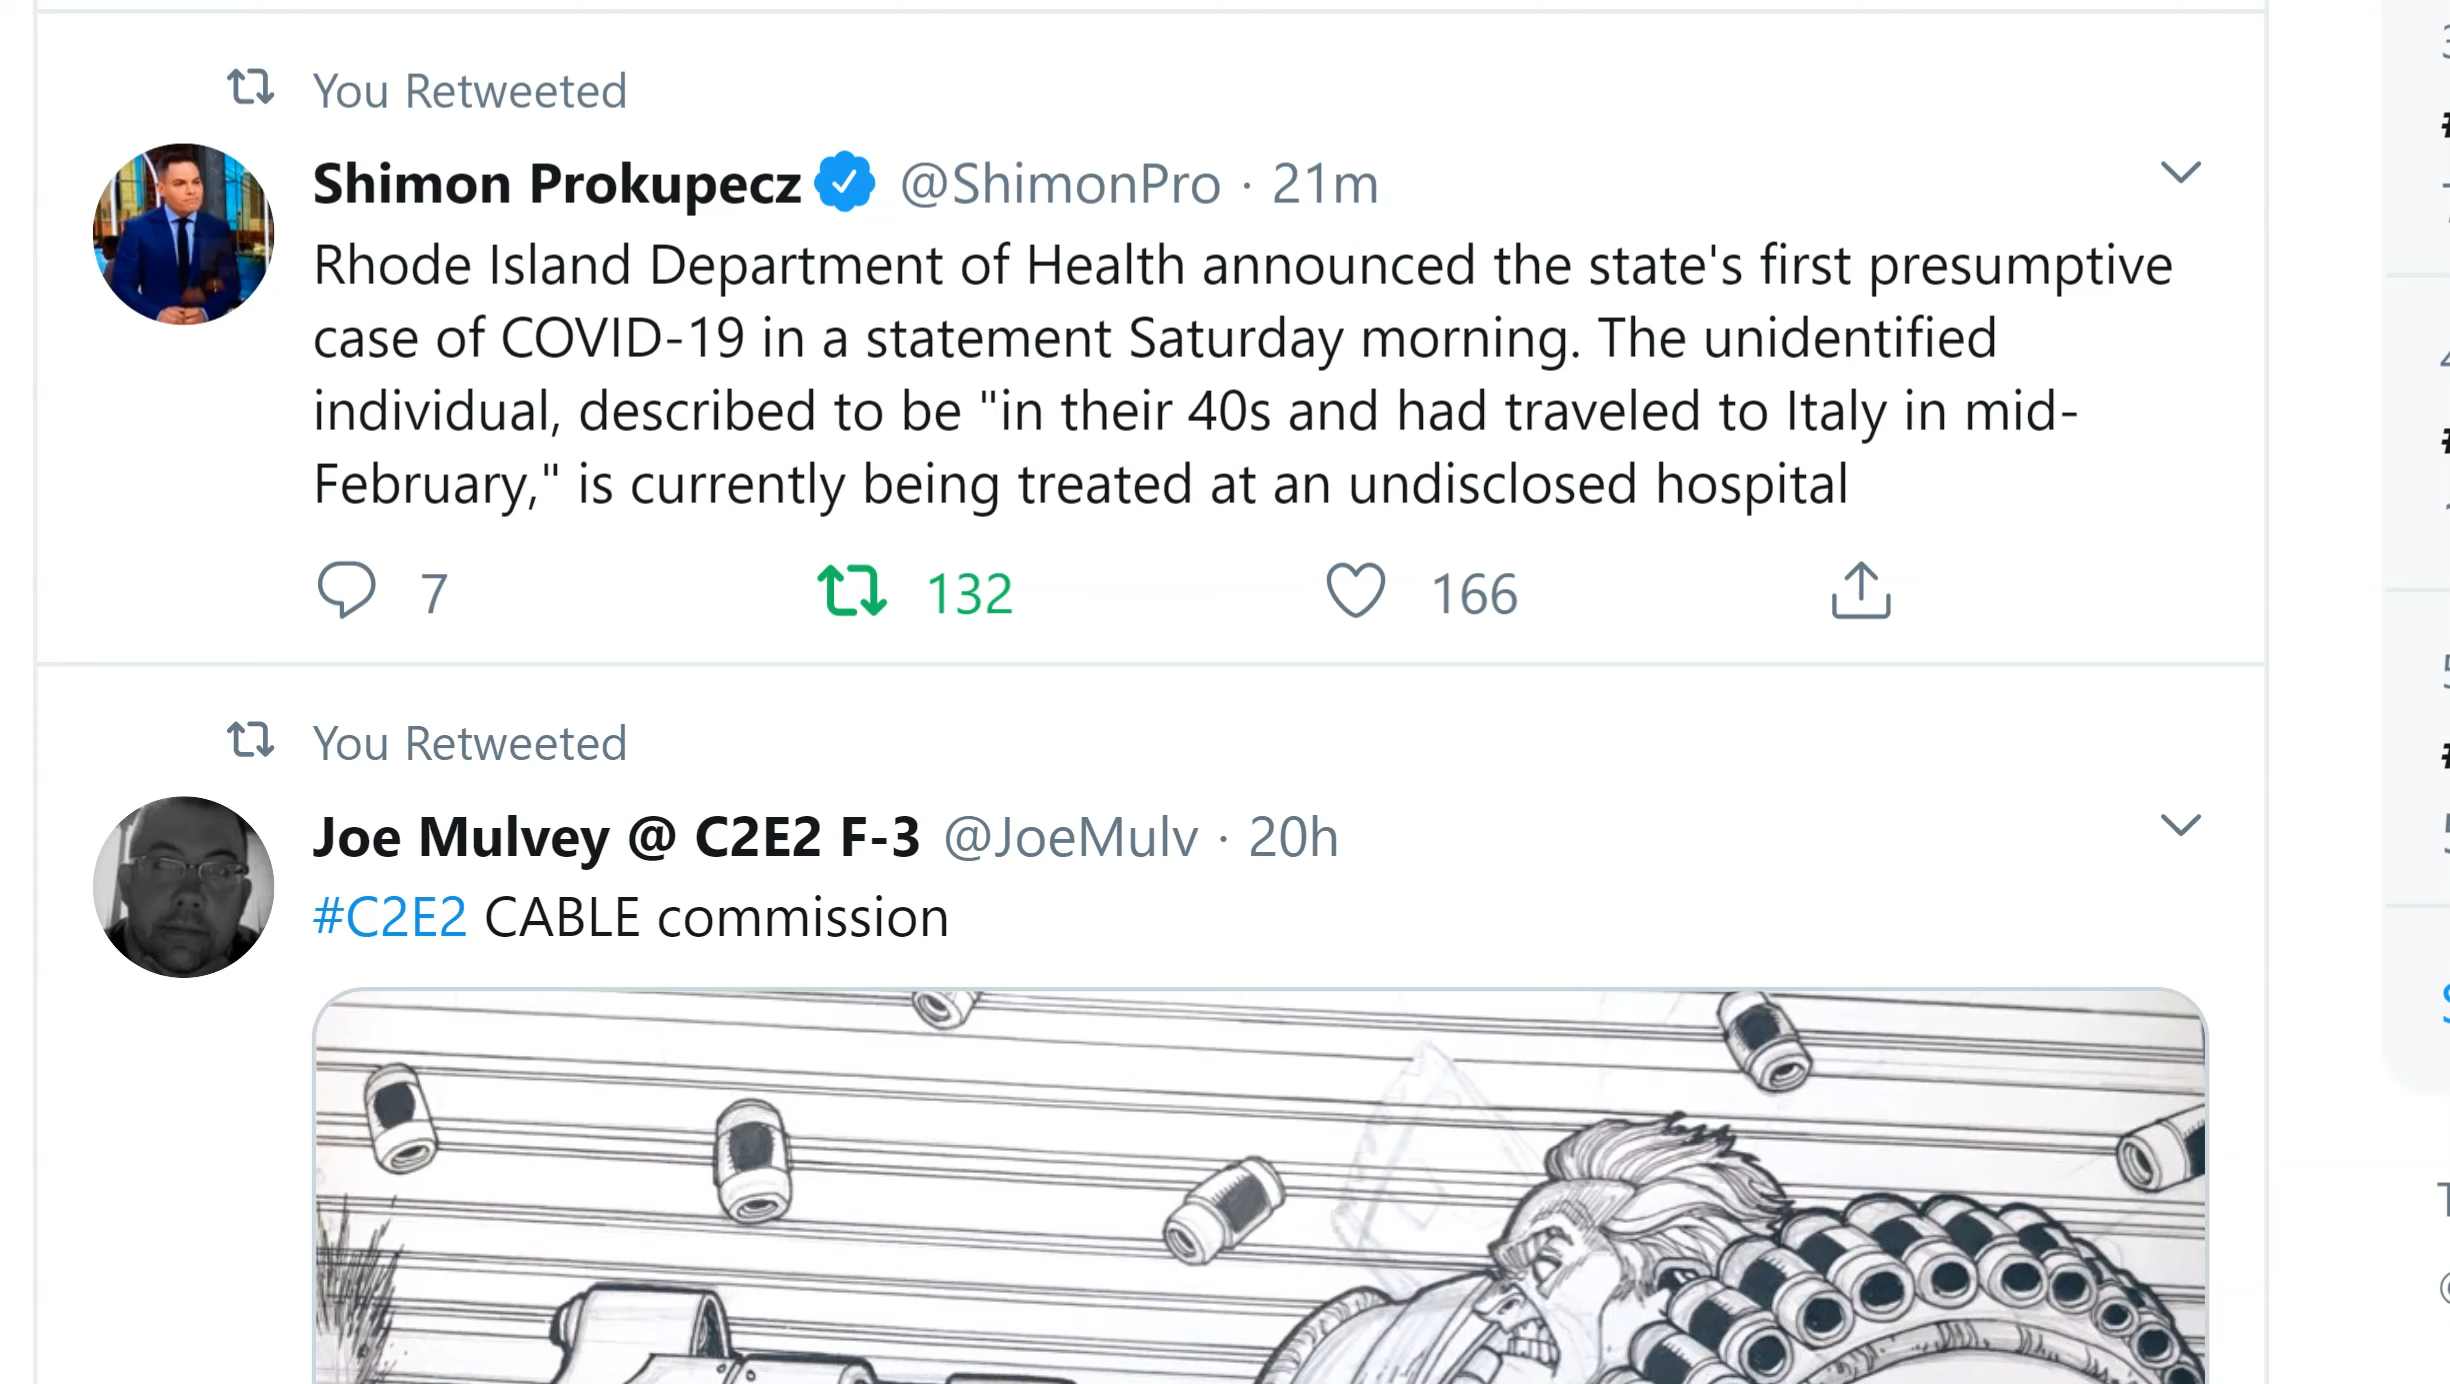 You Retweeted
Shimon Prokupecz @ShimonPro · 21m
Rhode Island Department of Health announced the state's first presumptive
case of COVID-19 in a statement Saturday morning. The unidentified
individual, described to be "in their 40s and had traveled to Italy in mid-
February," is currently being treated at an undisclosed hospital
7 132 166
You Retweeted
Joe Mulvey @ C2E2 F-3 @JoeMulv · 20h
#C2E2 CABLE commission